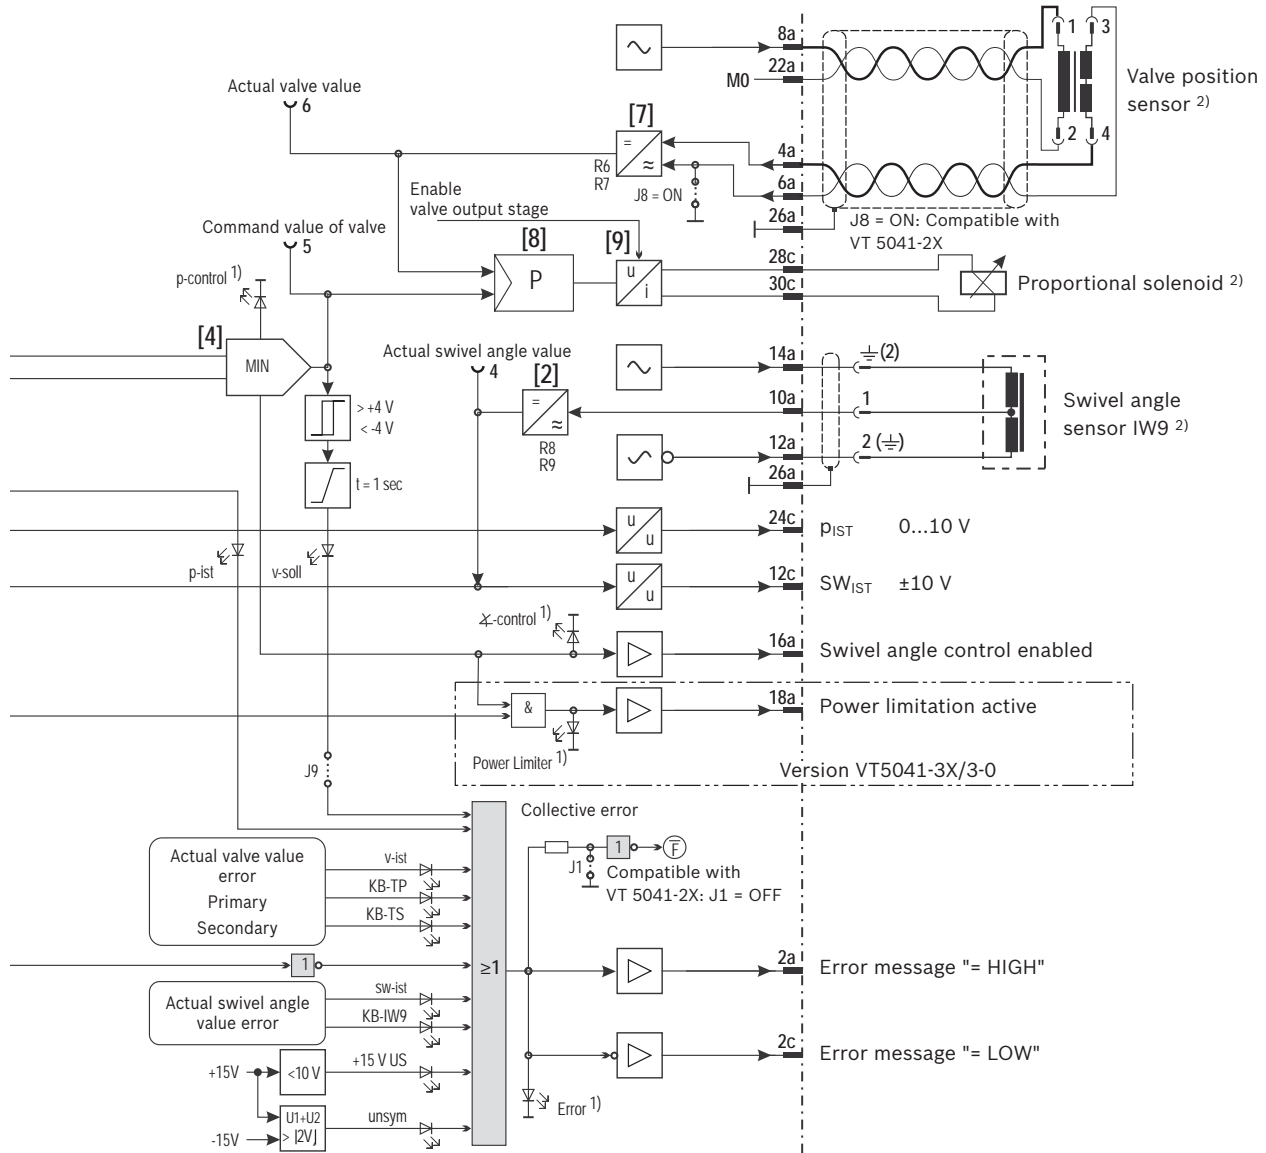 8a
1
3
22a
M0
Valve position
sensor 2)
Actual valve value
6
[7]
2
4
=
≈
R6
R7
4a
6a
J8 = ON
Enable
valve output stage
26a
J8 = ON: Compatible with
VT 5041-2X
Command value of valve
5
[8]
[9]
28c
p-control 1)
P
u
i
30c
Proportional solenoid 2)
[4]
MIN
Actual swivel angle value
4
[2]
14a
(2)
=
≈
R8
R9
10a
1
Swivel angle
sensor IW9 2)
> +4 V
< -4 V
12a
2 (⏚)
26a
t = 1 sec
u
u
24c
pIST 0...10 V
p-ist
v-soll
u
u
12c
SWIST ±10 V
∡-control 1)
16a
Swivel angle control enabled
&
18a
Power limitation active
Power Limiter 1)
Version VT5041-3X/3-0
J9
Collective error
Actual valve value
error
Primary
Secondary
v-ist
KB-TP
KB-TS
J1
1
F
Compatible with
VT 5041-2X: J1 = OFF
1
≥1
2a
Error message "= HIGH"
Actual swivel angle
value error
sw-ist
KB-IW9
2c
Error message "= LOW"
+15V
<10 V
+15 V US
Error 1)
U1+U2
> |2V|
unsym
-15V